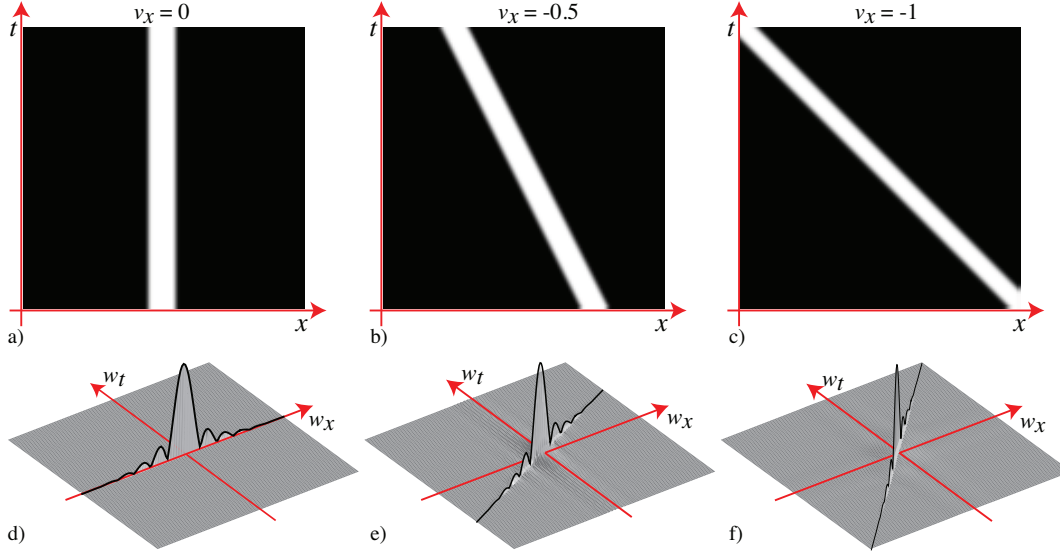 v_x = 0
v_x = -0.5
v_x = -1
t
t
t
x
x
x
a)
b)
c)
w_t
w_x
w_t
w_x
w_t
w_x
d)
e)
f)